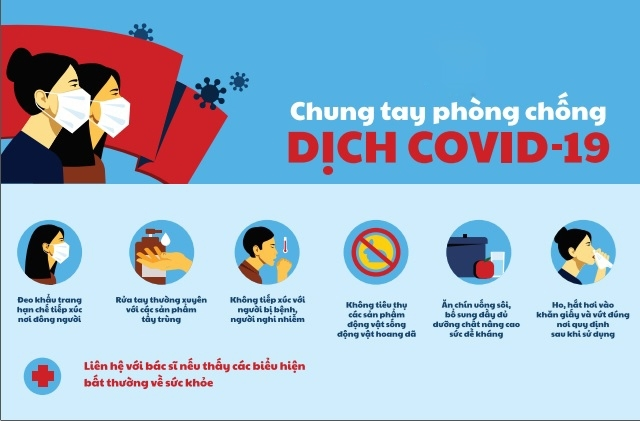 Chung tay phòng chống
DỊCH COVID-19
Đeo khẩu trang
hạn chế tiếp xúc
nơi đông người
Rửa tay thường xuyên
với các sản phẩm
tẩy trùng
Không tiếp xúc với
người bị bệnh,
người nghi nhiễm
Không tiêu thụ
các sản phẩm
động vật sống
động vật hoang dã
Ăn chín uống sôi,
bổ sung đầy đủ
dưỡng chất nâng cao
sức đề kháng
Ho, hắt hơi vào
khăn giấy và vứt đúng
nơi quy định
sau khi sử dụng
Liên hệ với bác sĩ nếu thấy các biểu hiện
bất thường về sức khỏe